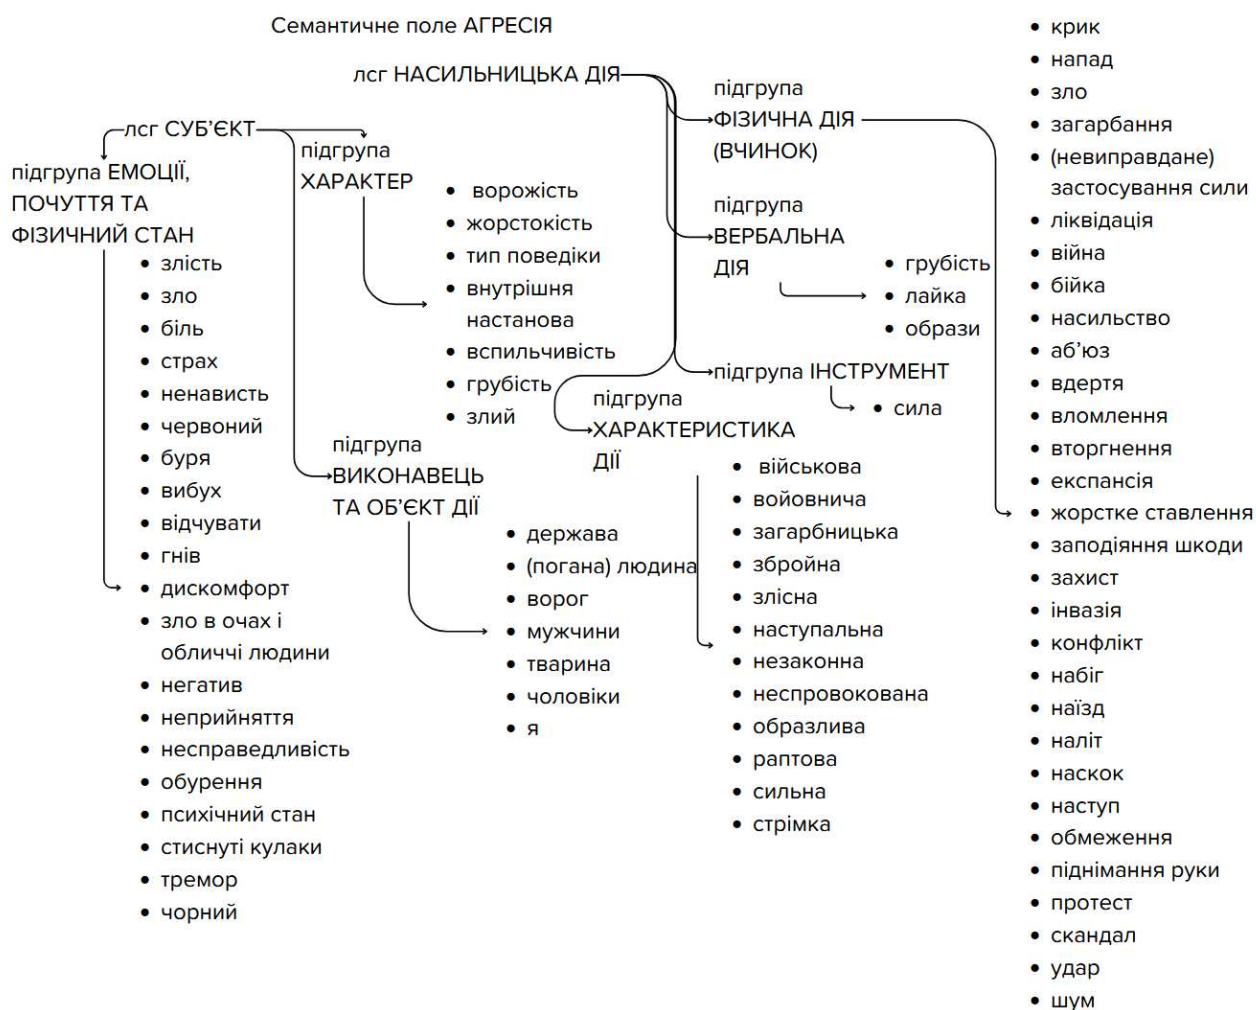 Семантичне поле АГРЕСІЯ
лсг НАСИЛЬНИЦЬКА ДІЯ
лсг СУБ’ЄКТ
підгрупа ЕМОЦІЇ,
ПОЧУТТЯ ТА
ФІЗИЧНИЙ СТАН
• злість
• зло
• біль
• страх
• ненависть
• червоний
• буря
• вибух
• відчувати
• гнів
• дискомфорт
• зло в очах і
обличчі людини
• негатив
• неприйняття
• несправедливість
• обурення
• психічний стан
• стиснуті кулаки
• тремор
• чорний
підгрупа
ХАРАКТЕР
• ворожість
• жорстокість
• тип поведіки
• внутрішня
настанова
• вспильчивість
• грубість
• злий
підгрупа
ВИКОНАВЕЦЬ
ТА ОБ’ЄКТ ДІЇ
• держава
• (погана) людина
• ворог
• мужчини
• тварина
• чоловіки
• я
підгрупа
ФІЗИЧНА ДІЯ
(ВЧИНОК)
підгрупа
ВЕРБАЛЬНА
ДІЯ
• грубість
• лайка
• образи
підгрупа ІНСТРУМЕНТ
• сила
підгрупа
ХАРАКТЕРИСТИКА
ДІЇ
• військова
• войовнича
• загарбницька
• збройна
• злісна
• наступальна
• незаконна
• неспровокована
• образлива
• раптова
• сильна
• стрімка
• крик
• напад
• зло
• загарбання
• (невиправдане)
застосування сили
• ліквідація
• війна
• бійка
• насильство
• аб’юз
• вдертя
• вломлення
• вторгнення
• експансія
• жорстке ставлення
• заподіяння шкоди
• захист
• інвазія
• конфлікт
• набіг
• наїзд
• наліт
• наскок
• наступ
• обмеження
• піднімання руки
• протест
• скандал
• удар
• шум